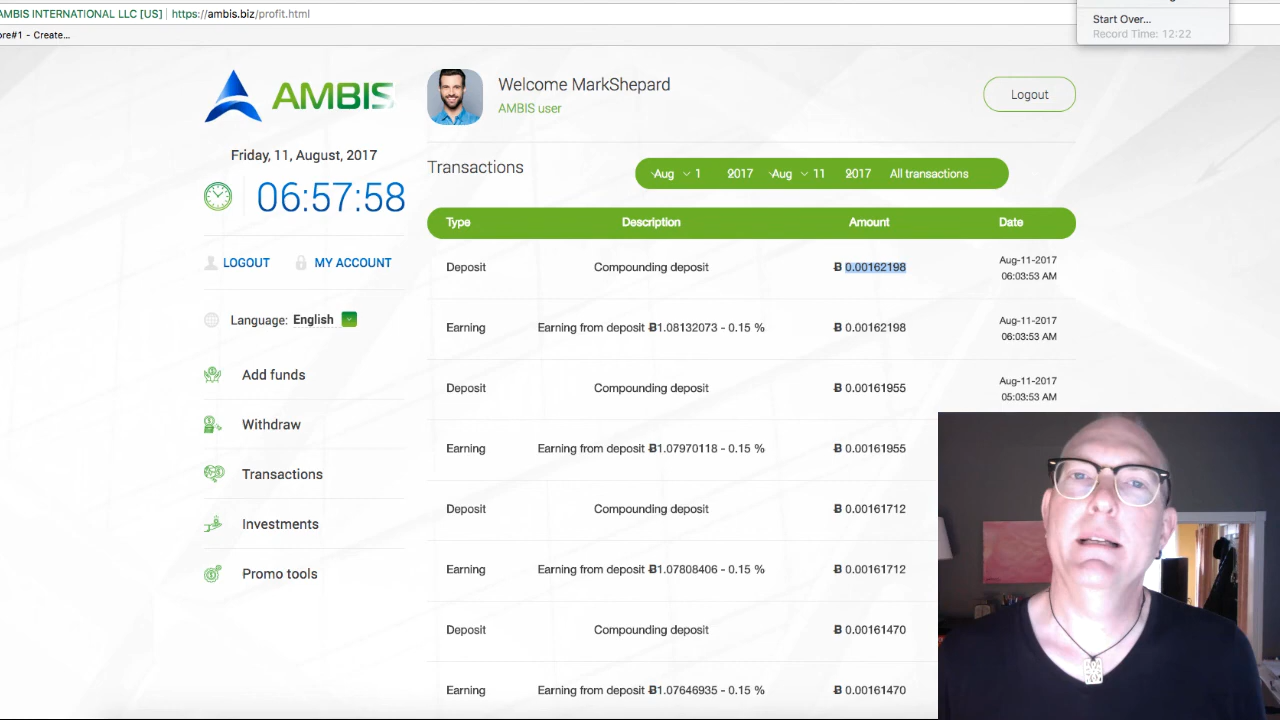 AMBIS INTERNATIONAL LLC [US] https://ambis.biz/profit.html
Start Over...
Record Time: 12:22
ore#1 - Create...
AMBIS
Welcome MarkShepard
AMBIS user
Logout
Friday, 11, August, 2017
06:57:58
LOGOUT MY ACCOUNT
Language: English
Add funds
Withdraw
Transactions
Investments
Promo tools
Transactions
Aug 1 2017 Aug 11 2017 All transactions
Type Description Amount Date
Deposit Compounding deposit Ƀ 0.00162198 Aug-11-2017
06:03:53 AM
Earning Earning from deposit Ƀ1.08132073 - 0.15 % Ƀ 0.00162198 Aug-11-2017
06:03:53 AM
Deposit Compounding deposit Ƀ 0.00161955 Aug-11-2017
05:03:53 AM
Earning Earning from deposit Ƀ1.07970118 - 0.15 % Ƀ 0.00161955
Deposit Compounding deposit Ƀ 0.00161712
Earning Earning from deposit Ƀ1.07808406 - 0.15 % Ƀ 0.00161712
Deposit Compounding deposit Ƀ 0.00161470
Earning Earning from deposit Ƀ1.07646935 - 0.15 % Ƀ 0.00161470